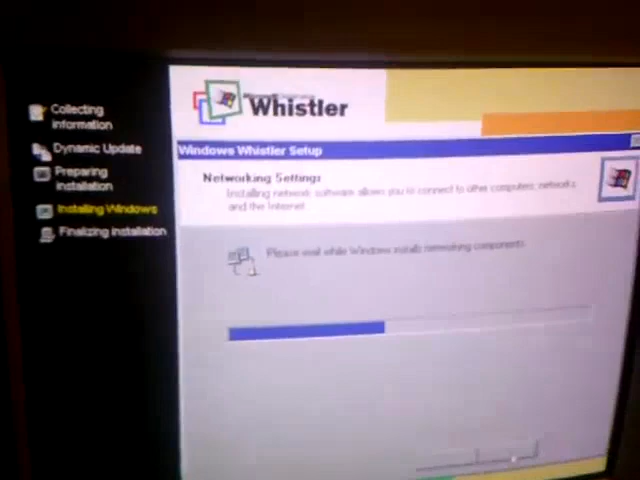 Collecting
information
Dynamic Update
Preparing
installation
Installing Windows
Finalizing installation
Whistler
Windows Whistler Setup
Networking Settings
Installing network software allows you to connect to other computers, networks
and the Internet
Please wait while Windows installs networking components